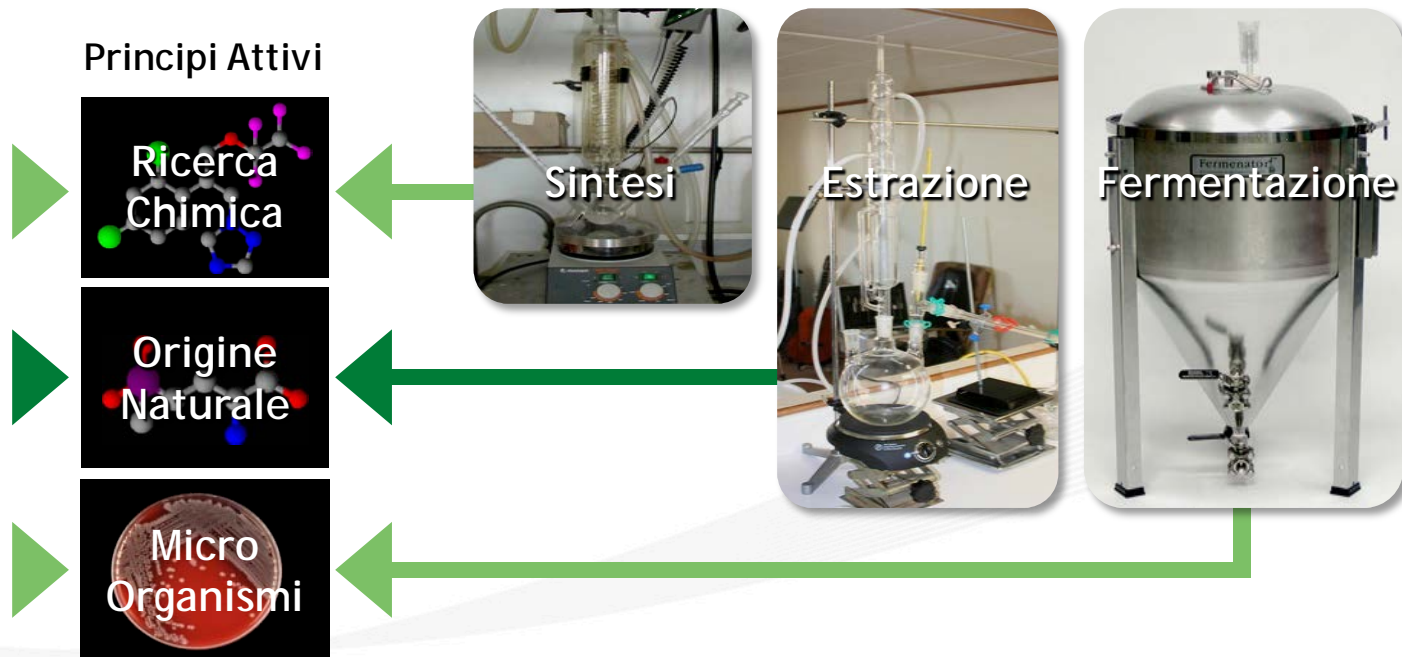 Principi Attivi
Ricerca
Chimica
Sintesi
Estrazione
Fermentazione
Fermenator
Origine
Naturale
Micro
Organismi